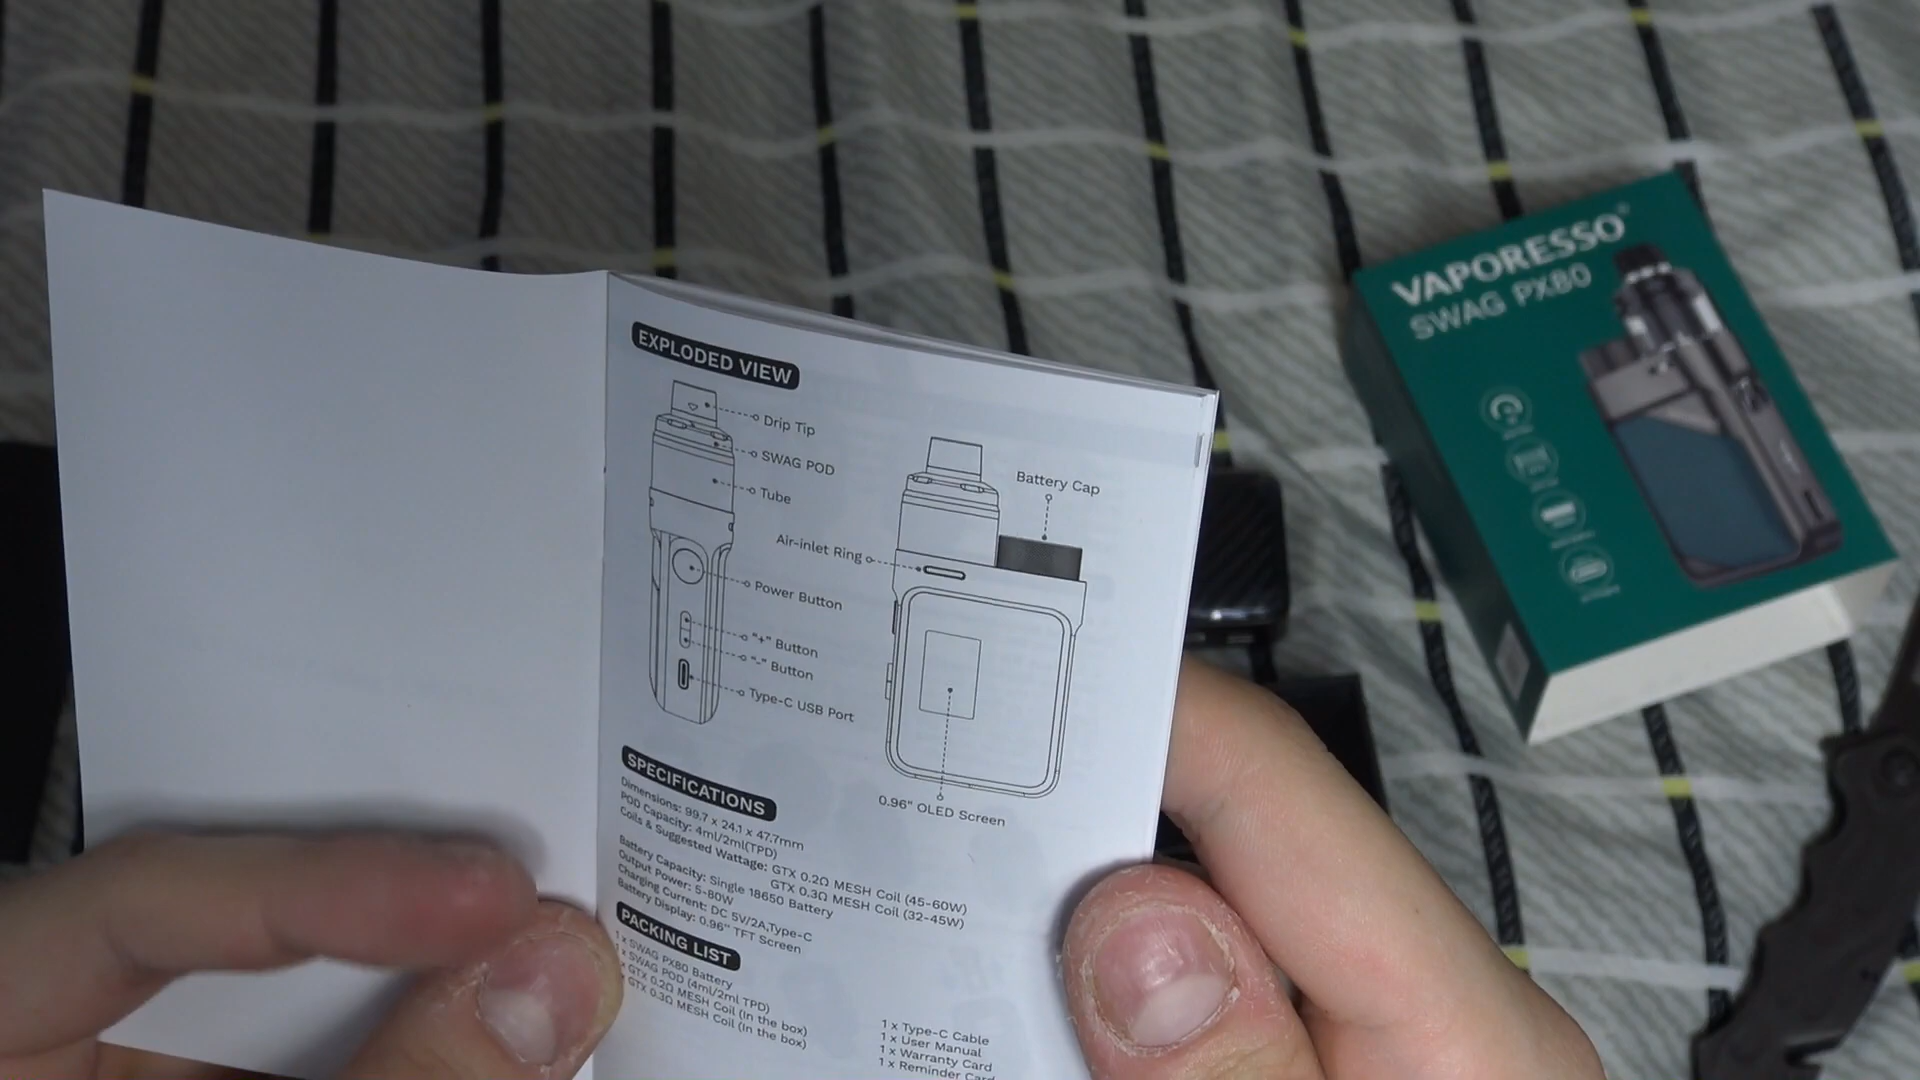 EXPLODED VIEW
Drip Tip
SWAG POD
Tube
Power Button
"+" Button
"-" Button
Type-C USB Port
Battery Cap
Air-inlet Ring
0.96" OLED Screen
SPECIFICATIONS
Dimensions: 99.7 x 24.1 x 47.7mm
POD Capacity: 4ml/2ml(TPD)
Coils & Suggested Wattage: GTX 0.2Ω MESH Coil (45-60W)
GTX 0.3Ω MESH Coil (32-45W)
Battery Capacity: Single 18650 Battery
Output Power: 5-80W
Charging Current: DC 5V/2A,Type-C
Battery Display: 0.96" TFT Screen
PACKING LIST
1 x SWAG PX80 Battery
1 x SWAG POD (4ml/2ml TPD)
x GTX 0.2Ω MESH Coil (In the box)
x GTX 0.3Ω MESH Coil (In the box)
1 x Type-C Cable
1 x User Manual
1 x Warranty Card
1 x Reminder Card
VAPORESSO
SWAG PX80